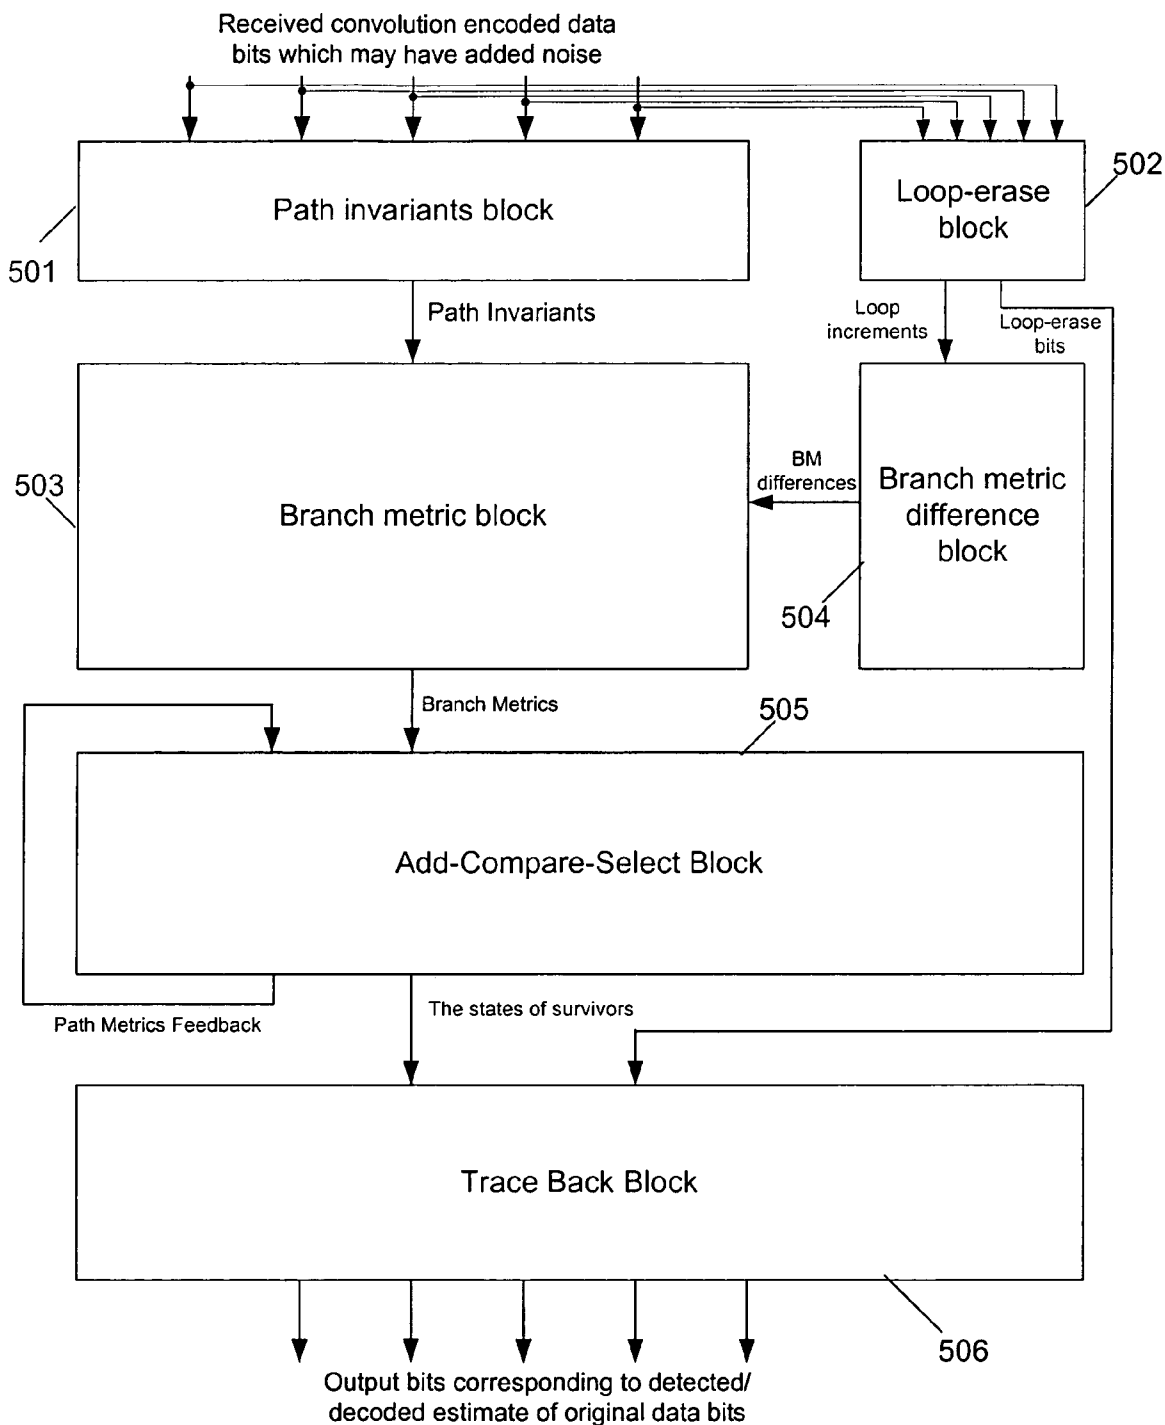 Received convolution encoded data
bits which may have added noise
502
Path invariants block
Loop-erase
block
501
Path Invariants
Loop
increments
Loop-erase
bits
503
Branch metric block
BM
differences
Branch metric
difference
block
504
Branch Metrics
505
Add-Compare-Select Block
Path Metrics Feedback
The states of survivors
Trace Back Block
506
Output bits corresponding to detected/
decoded estimate of original data bits